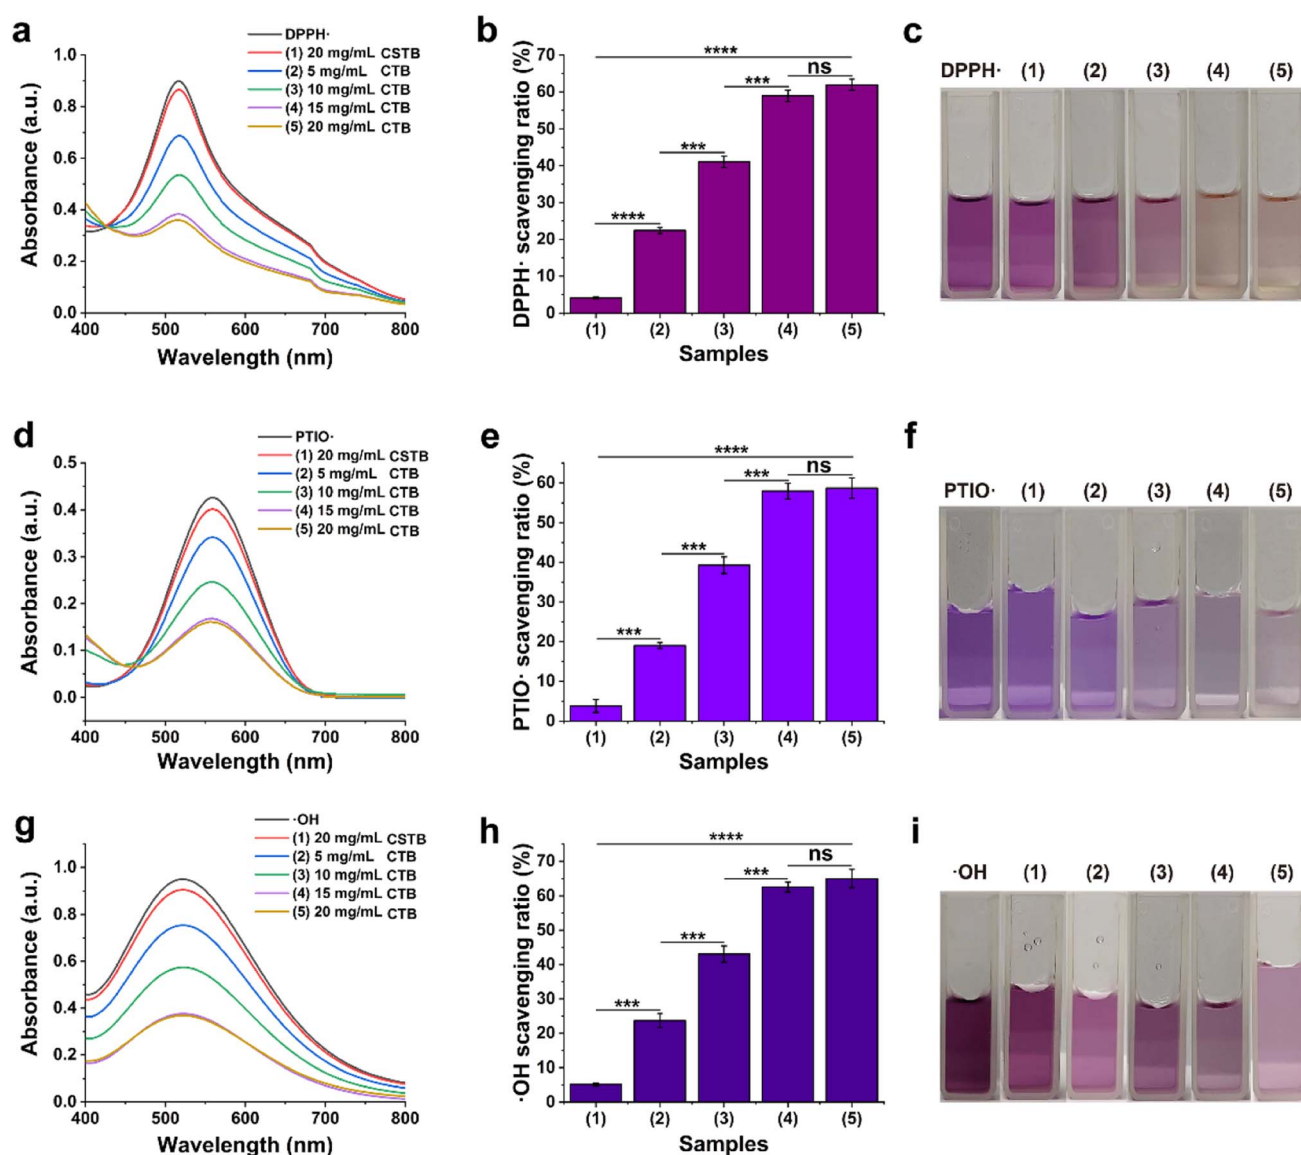 a
DPPH·
(1) 20 mg/mL CSTB
(2) 5 mg/mL CTB
(3) 10 mg/mL CTB
(4) 15 mg/mL CTB
(5) 20 mg/mL CTB
1.0
0.8
0.6
0.4
0.2
0.0
Absorbance (a.u.)
400 500 600 700 800
Wavelength (nm)
b
DPPH· scavenging ratio (%)
70
60
50
40
30
20
10
0
****
ns
***
***
****
(1) (2) (3) (4) (5)
Samples
c
DPPH· (1) (2) (3) (4) (5)
d
PTIO·
(1) 20 mg/mL CSTB
(2) 5 mg/mL CTB
(3) 10 mg/mL CTB
(4) 15 mg/mL CTB
(5) 20 mg/mL CTB
0.5
0.4
0.3
0.2
0.1
0.0
Absorbance (a.u.)
400 500 600 700 800
Wavelength (nm)
e
PTIO· scavenging ratio (%)
60
50
40
30
20
10
0
****
ns
***
***
***
(1) (2) (3) (4) (5)
Samples
f
PTIO· (1) (2) (3) (4) (5)
g
·OH
(1) 20 mg/mL CSTB
(2) 5 mg/mL CTB
(3) 10 mg/mL CTB
(4) 15 mg/mL CTB
(5) 20 mg/mL CTB
1.0
0.8
0.6
0.4
0.2
0.0
Absorbance (a.u.)
400 500 600 700 800
Wavelength (nm)
h
·OH scavenging ratio (%)
70
60
50
40
30
20
10
0
****
ns
***
***
***
(1) (2) (3) (4) (5)
Samples
i
·OH (1) (2) (3) (4) (5)